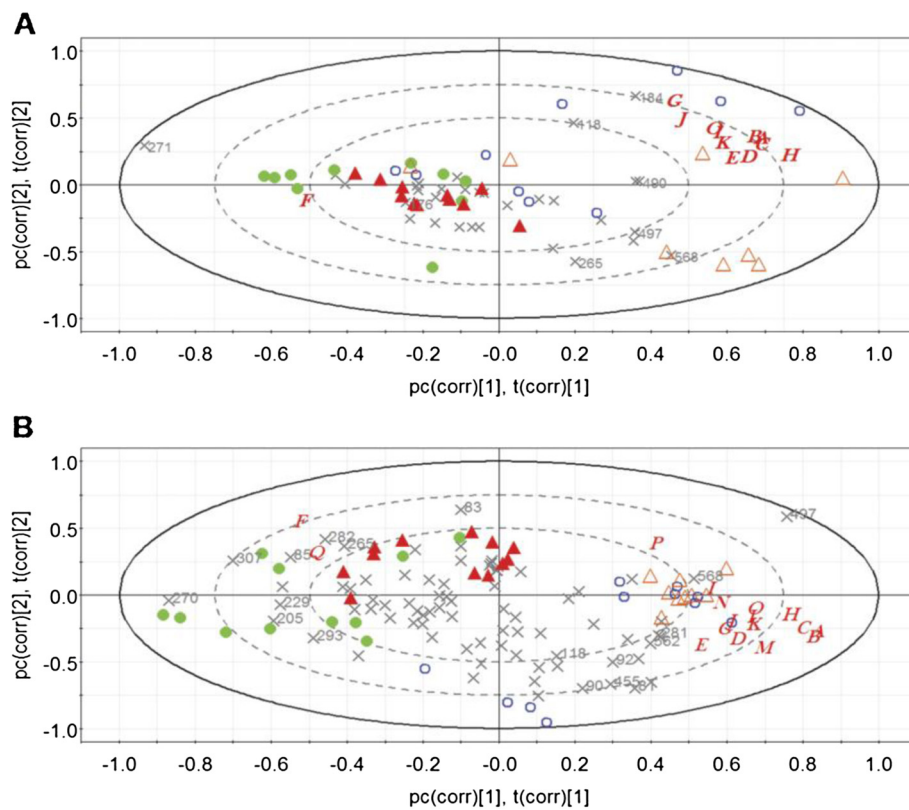 A
1.0
0.5
0.0
-0.5
-1.0
pc(corr)[2], t(corr)[2]
184
418
G
J
K
E
D
H
271
490
F
497
568
265
-1.0 -0.8 -0.6 -0.4 -0.2 -0.0 0.2 0.4 0.6 0.8 1.0
pc(corr)[1], t(corr)[1]
B
1.0
0.5
0.0
-0.5
-1.0
pc(corr)[2], t(corr)[2]
83
497
F
282
265
Q
85
307
P
568
270
229
205
293
N
O
H
K
C
A
B
D
E
M
281
118
92
90
455
-1.0 -0.8 -0.6 -0.4 -0.2 -0.0 0.2 0.4 0.6 0.8 1.0
pc(corr)[1], t(corr)[1]